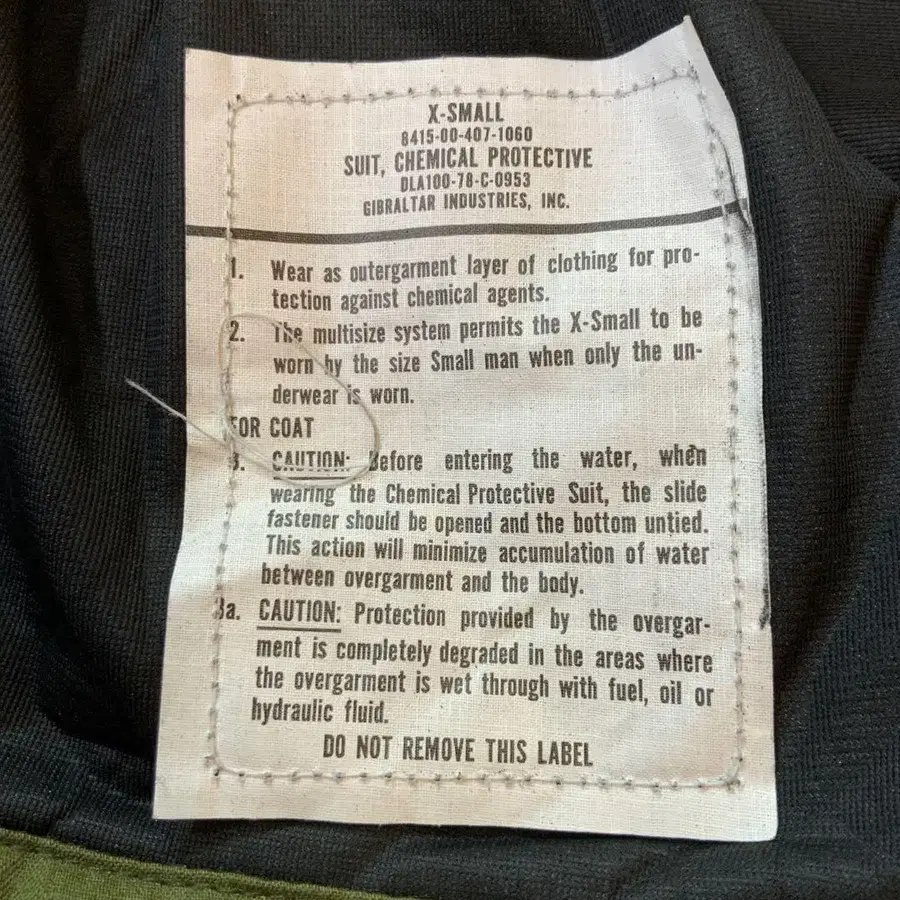 X-SMALL
8415-00-407-1060
SUIT, CHEMICAL PROTECTIVE
DLA100-78-C-0953
GIBRALTAR INDUSTRIES, INC.
1. Wear as outergarment layer of clothing for pro-
tection against chemical agents.
2. The multisize system permits the X-Small to be
worn by the size Small man when only the un-
derwear is worn.
FOR COAT
3. CAUTION: Before entering the water, when
wearing the Chemical Protective Suit, the slide
fastener should be opened and the bottom untied.
This action will minimize accumulation of water
between overgarment and the body.
3a. CAUTION: Protection provided by the overgar-
ment is completely degraded in the areas where
the overgarment is wet through with fuel, oil or
hydraulic fluid.
DO NOT REMOVE THIS LABEL